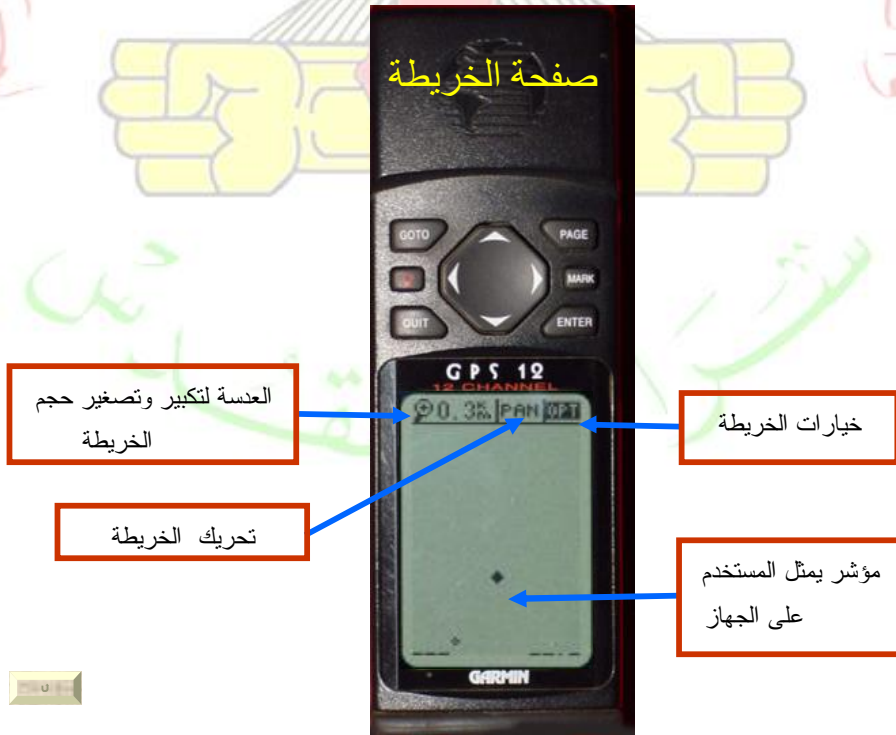 صفحة الخريطة
GOTO
PAGE
MARK
QUIT
ENTER
GPS 12
12 CHANNEL
0.3 PAN OPT
العدسة لتكبير وتصغير حجم
الخريطة
خيارات الخريطة
تحريك الخريطة
مؤشر يمثل المستخدم
على الجهاز
GARMIN